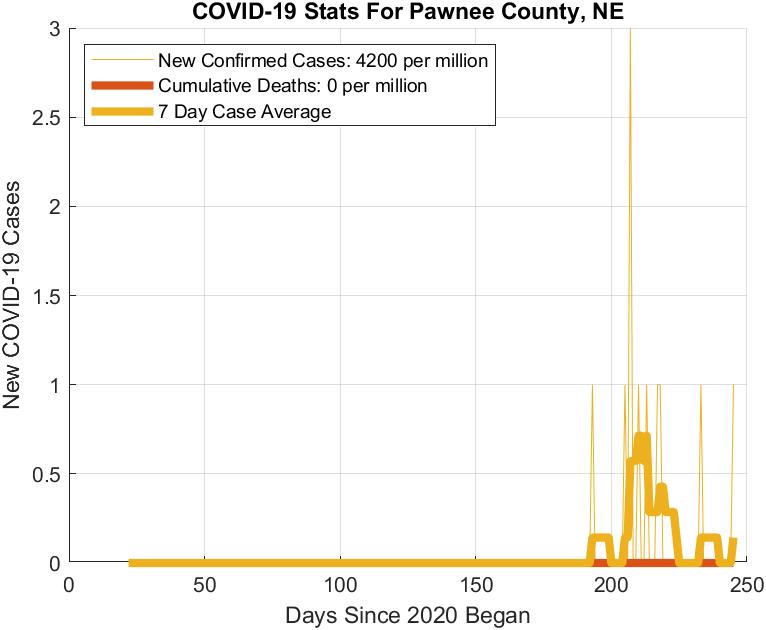 COVID-19 Stats For Pawnee County, NE
New Confirmed Cases: 4200 per million
Cumulative Deaths: 0 per million
7 Day Case Average
New COVID-19 Cases
3
2.5
2
1.5
1
0.5
0
0 50 100 150 200 250
Days Since 2020 Began